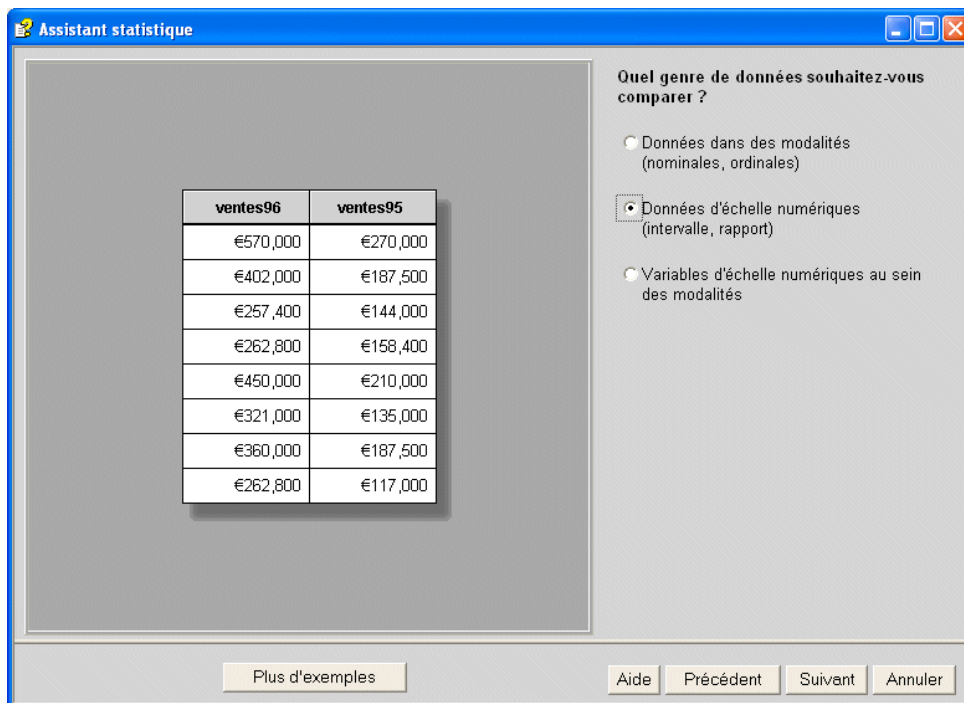 Assistant statistique
ventes96 ventes95
€570,000 €270,000
€402,000 €187,500
€257,400 €144,000
€262,800 €158,400
€450,000 €210,000
€321,000 €135,000
€360,000 €187,500
€262,800 €117,000
Quel genre de données souhaitez-vous
comparer ?
Données dans des modalités
(nominales, ordinales)
Données d'échelle numériques
(intervalle, rapport)
Variables d'échelle numériques au sein
des modalités
Plus d'exemples
Aide Précédent Suivant Annuler